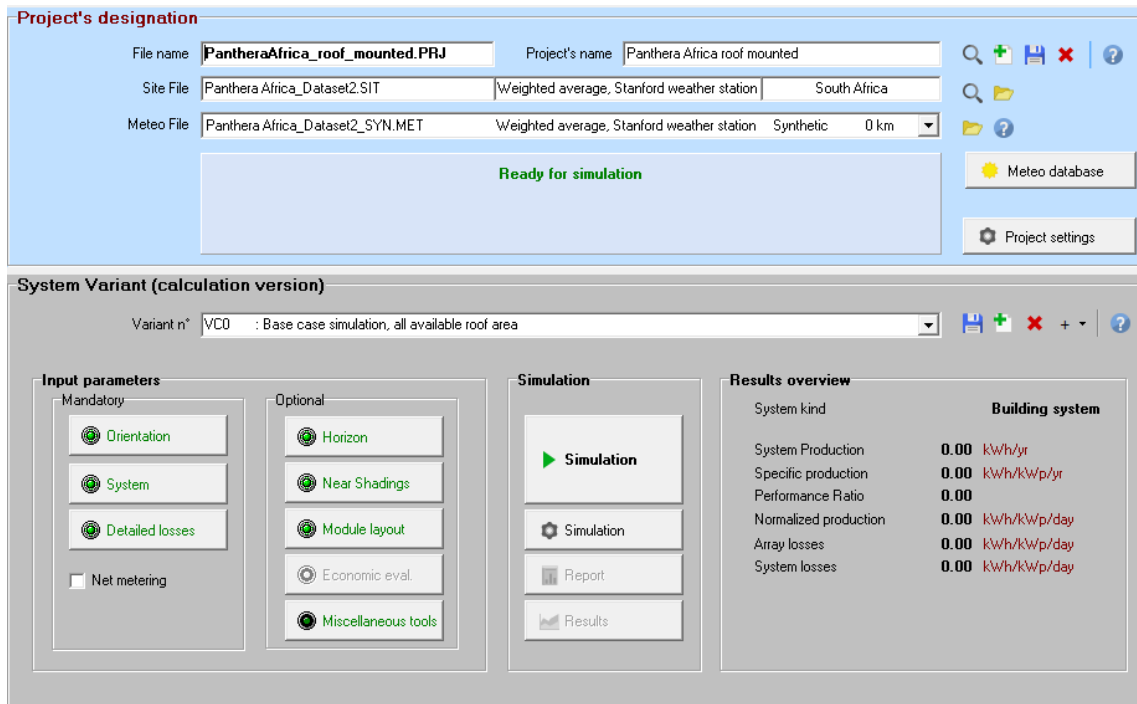 Project's designation
File name PantheraAfrica_roof_mounted.PRJ Project's name Panthera Africa roof mounted
Site File Panthera Africa_Dataset2.SIT Weighted average, Stanford weather station South Africa
Meteo File Panthera Africa_Dataset2_SYN.MET Weighted average, Stanford weather station Synthetic 0 km
Ready for simulation
Meteo database
Project settings
System Variant (calculation version)
Variant n° VC0 : Base case simulation, all available roof area
Input parameters
Mandatory
Orientation
System
Detailed losses
Net metering
Optional
Horizon
Near Shadings
Module layout
Economic eval.
Miscellaneous tools
Simulation
Simulation
Simulation
Report
Results
Results overview
System kind Building system
System Production 0.00 kWh/yr
Specific production 0.00 kWh/kWp/yr
Performance Ratio 0.00
Normalized production 0.00 kWh/kWp/day
Array losses 0.00 kWh/kWp/day
System losses 0.00 kWh/kWp/day